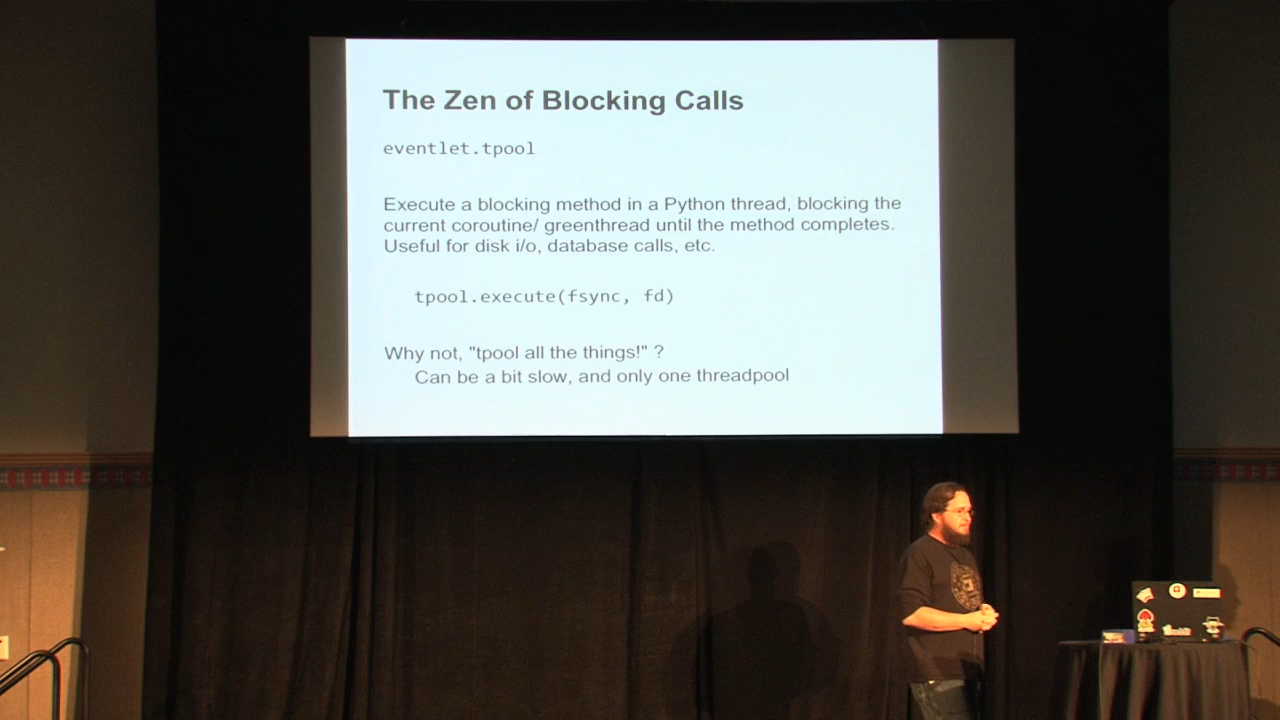 The Zen of Blocking Calls
eventlet.tpool
Execute a blocking method in a Python thread, blocking the
current coroutine/ greenthread until the method completes.
Useful for disk i/o, database calls, etc.
tpool.execute(fsync, fd)
Why not, "tpool all the things!" ?
Can be a bit slow, and only one threadpool